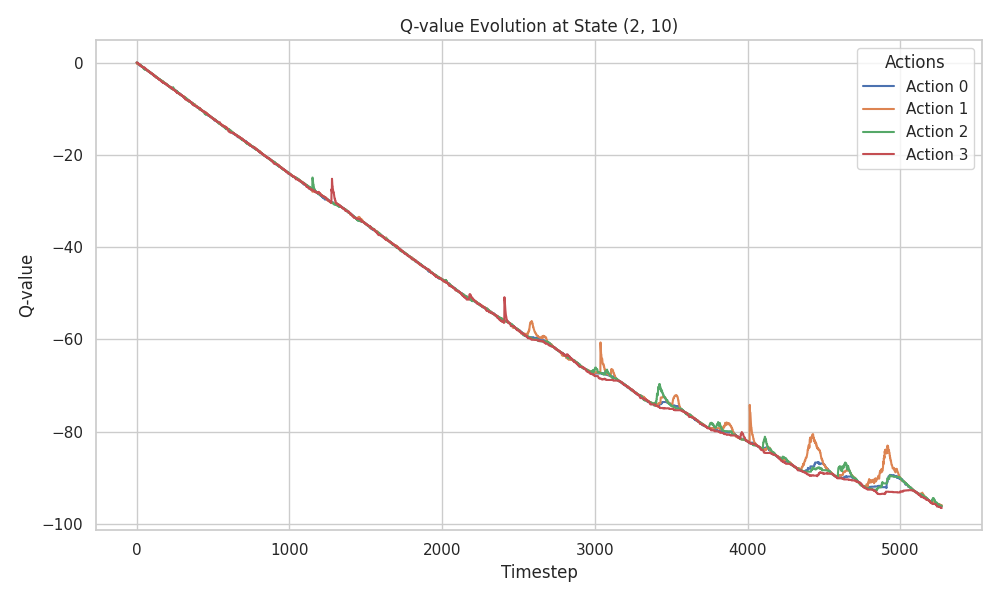 Q-value Evolution at State (2, 10)
Actions
Action 0
Action 1
Action 2
Action 3
Q-value
0
−20
−40
−60
−80
−100
0 1000 2000 3000 4000 5000
Timestep